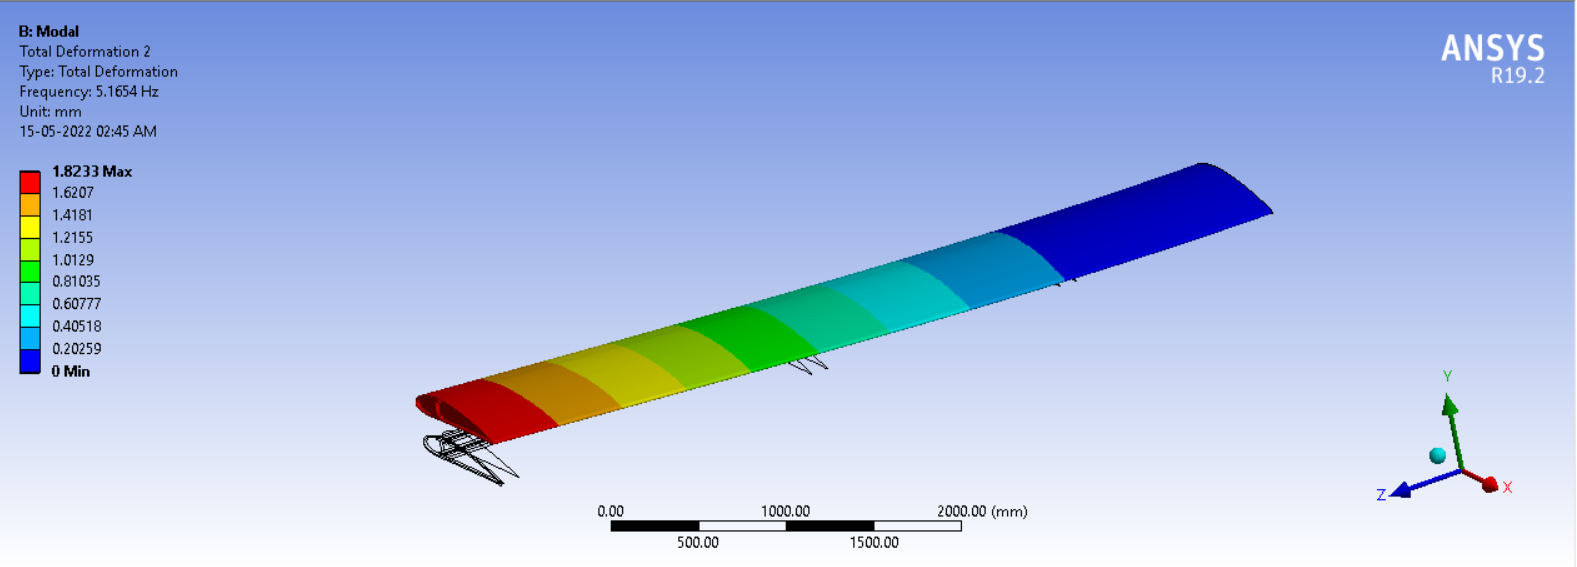 B: Modal
Total Deformation 2
Type: Total Deformation
Frequency: 5.1654 Hz
Unit: mm
15-05-2022 02:45 AM
ANSYS
R19.2
1.8233 Max
1.6207
1.4181
1.2155
1.0129
0.81035
0.60777
0.40518
0.20259
0 Min
Y
Z
X
0.00 1000.00 2000.00 (mm)
500.00 1500.00